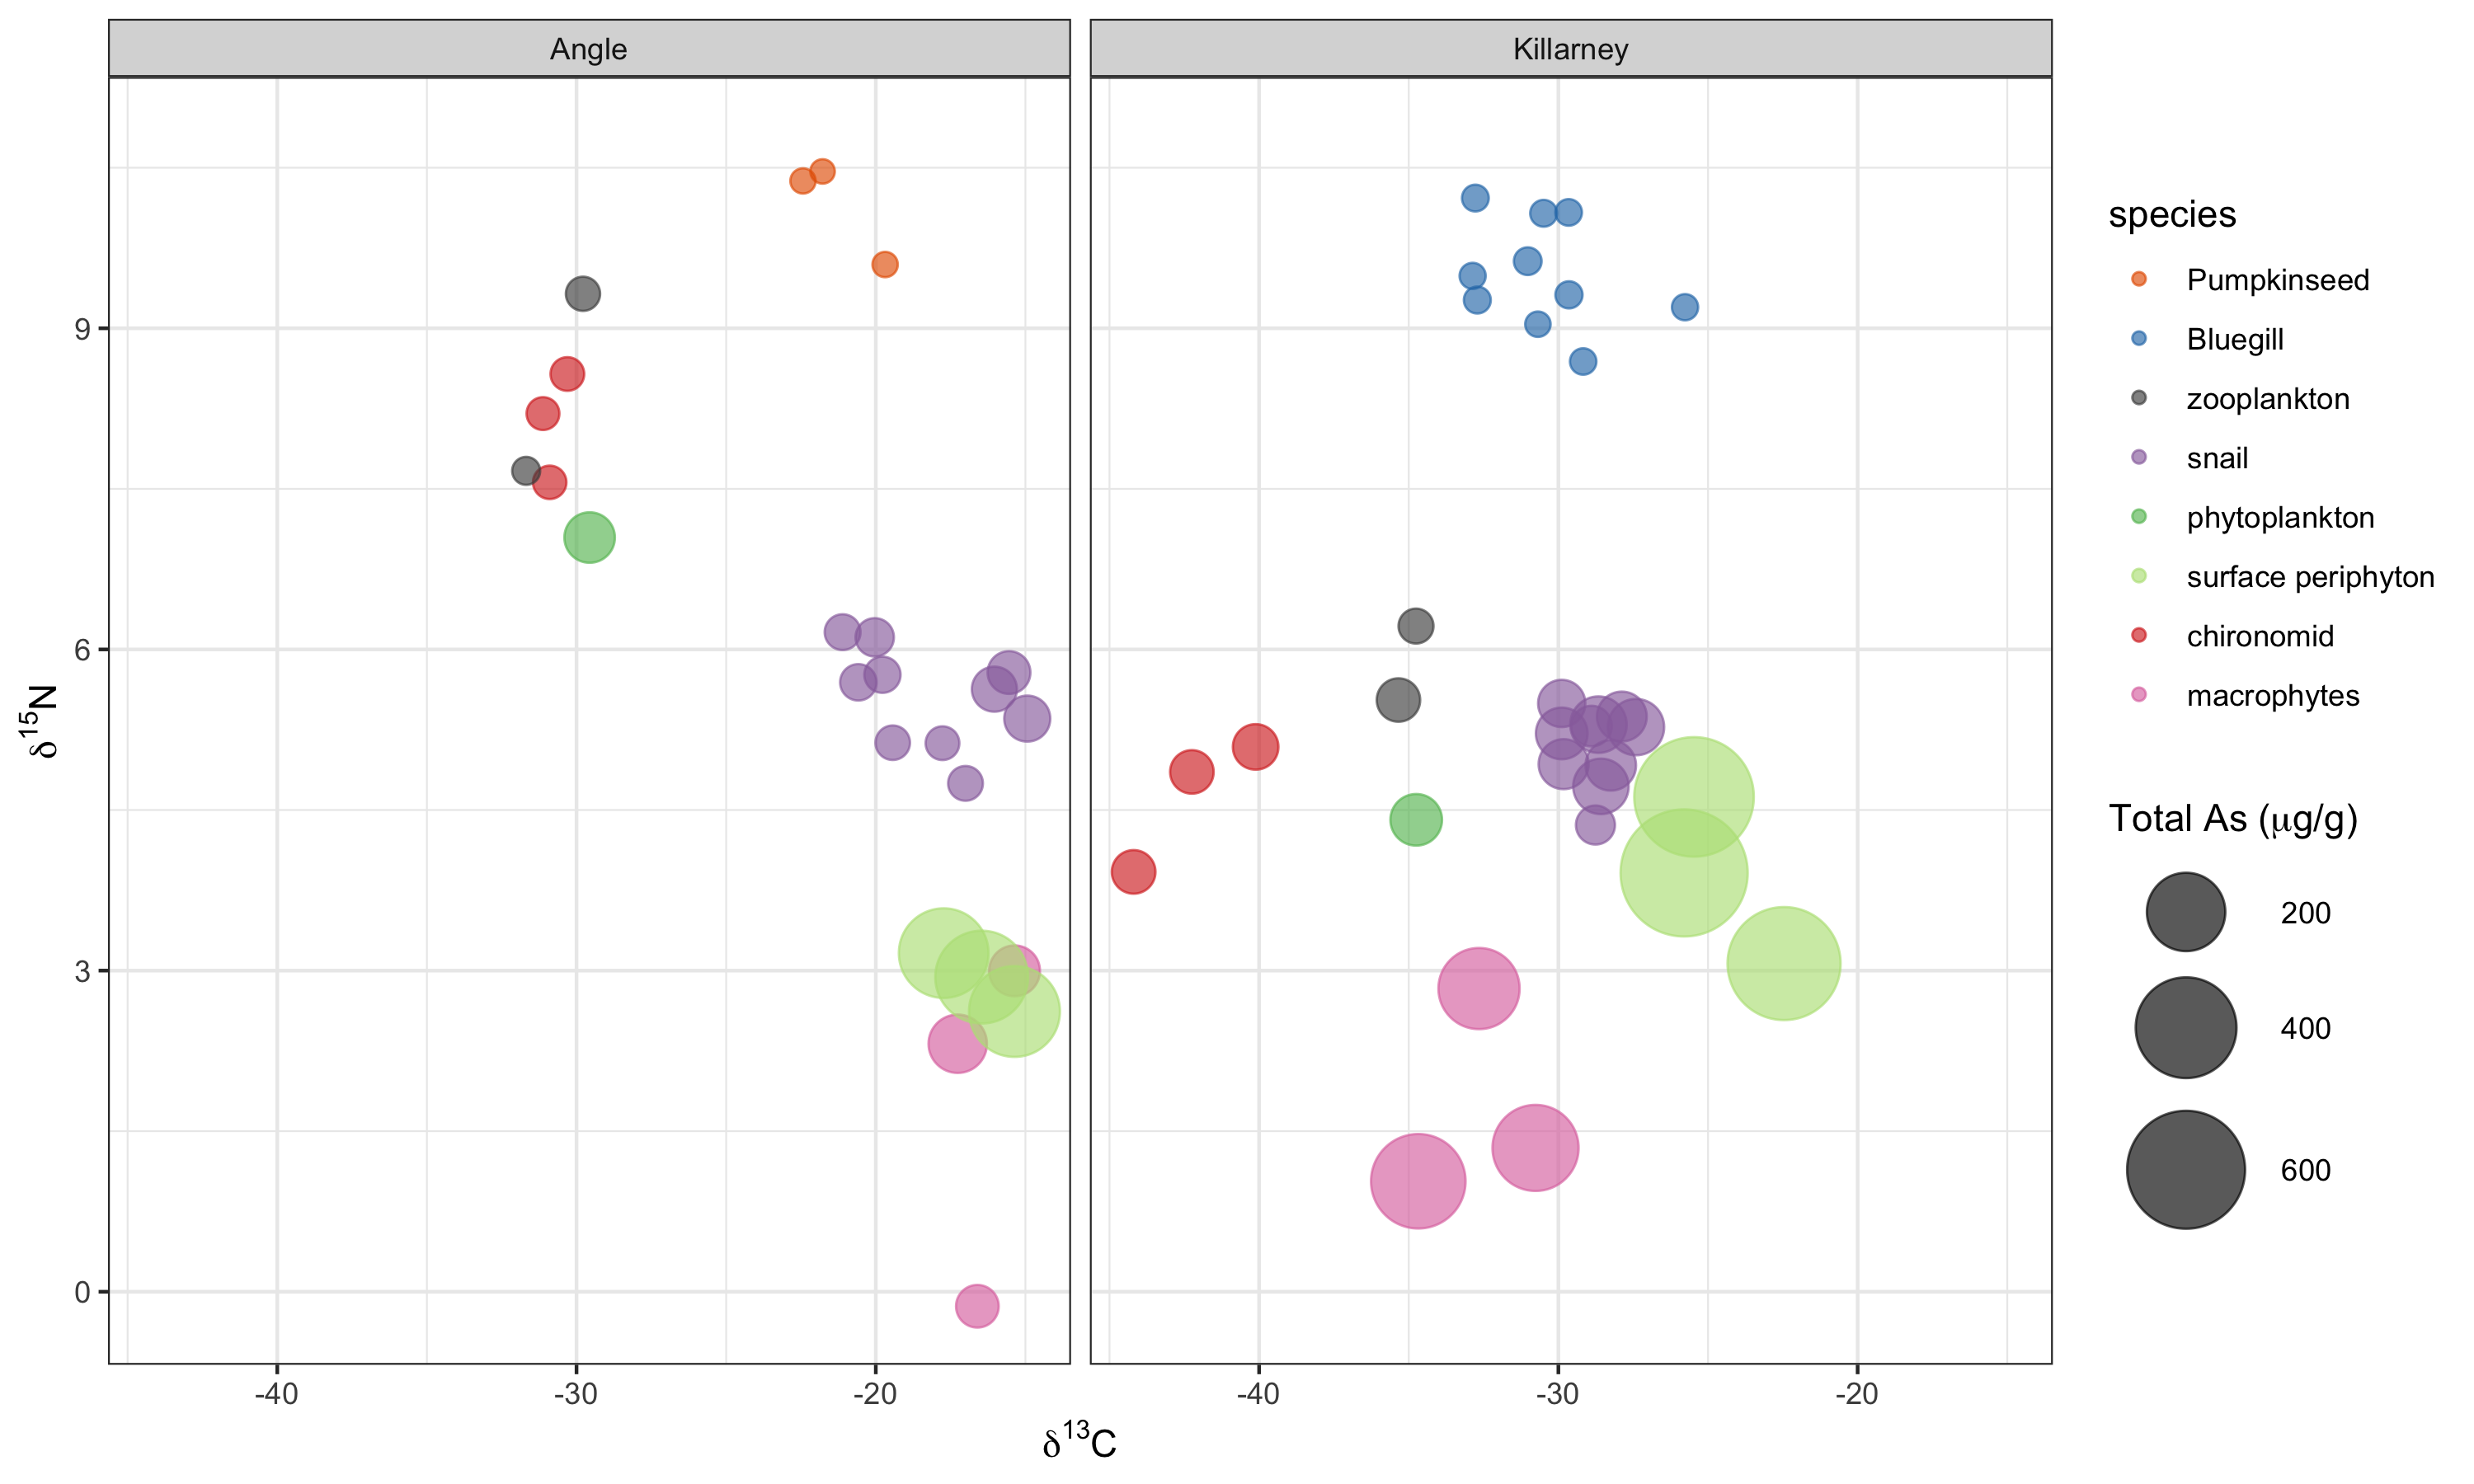 Angle
Killarney
9
6
3
0
δ¹⁵N
-40
-30
-20
-40
-30
-20
δ¹³C
species
Pumpkinseed
Bluegill
zooplankton
snail
phytoplankton
surface periphyton
chironomid
macrophytes
Total As (μg/g)
200
400
600